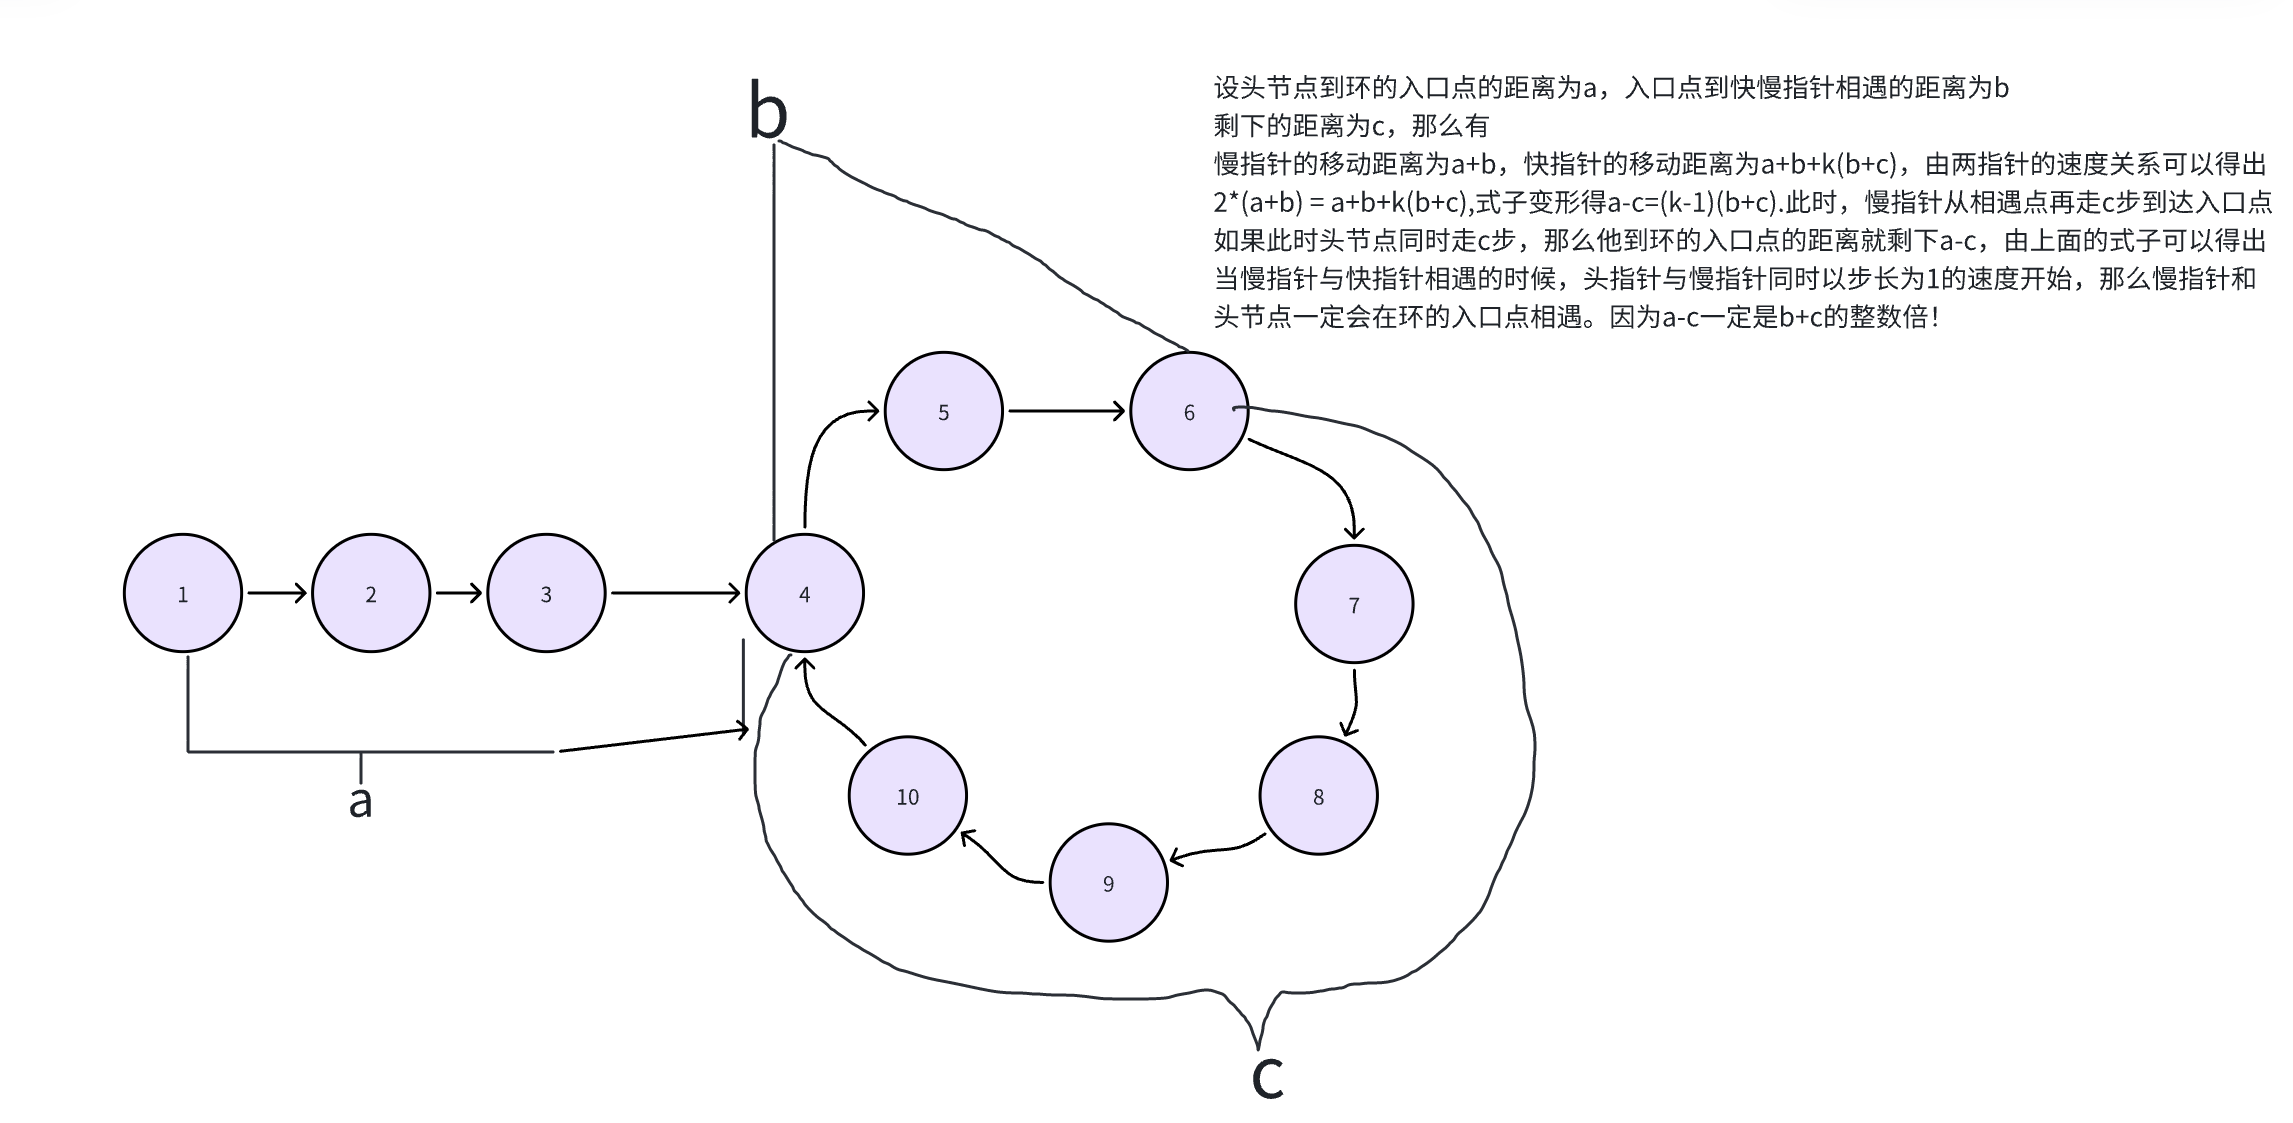 b
设头节点到环的入口点的距离为a，入口点到快慢指针相遇的距离为b
剩下的距离为c，那么有
慢指针的移动距离为a+b，快指针的移动距离为a+b+k(b+c)，由两指针的速度关系可以得出
2*(a+b) = a+b+k(b+c),式子变形得a-c=(k-1)(b+c).此时，慢指针从相遇点再走c步到达入口点
如果此时头节点同时走c步，那么他到环的入口点的距离就剩下a-c，由上面的式子可以得出
当慢指针与快指针相遇的时候，头指针与慢指针同时以步长为1的速度开始，那么慢指针和
头节点一定会在环的入口点相遇。因为a-c一定是b+c的整数倍！
5
6
1
2
3
4
7
a
10
8
9
c